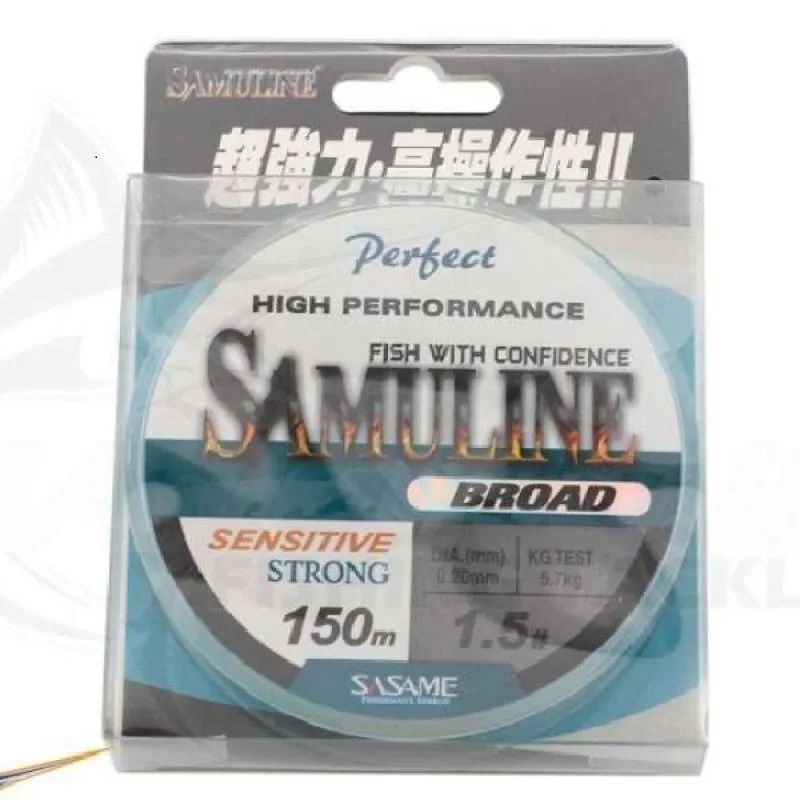 SAMULINE
超強力・高操作性!!
Perfect
HIGH PERFORMANCE
FISH WITH CONFIDENCE
SAMULINE
BROAD
SENSITIVE
STRONG
150m
DIA.(mm)
0.20mm
KG TEST
5.7kg
1.5#
SASAME